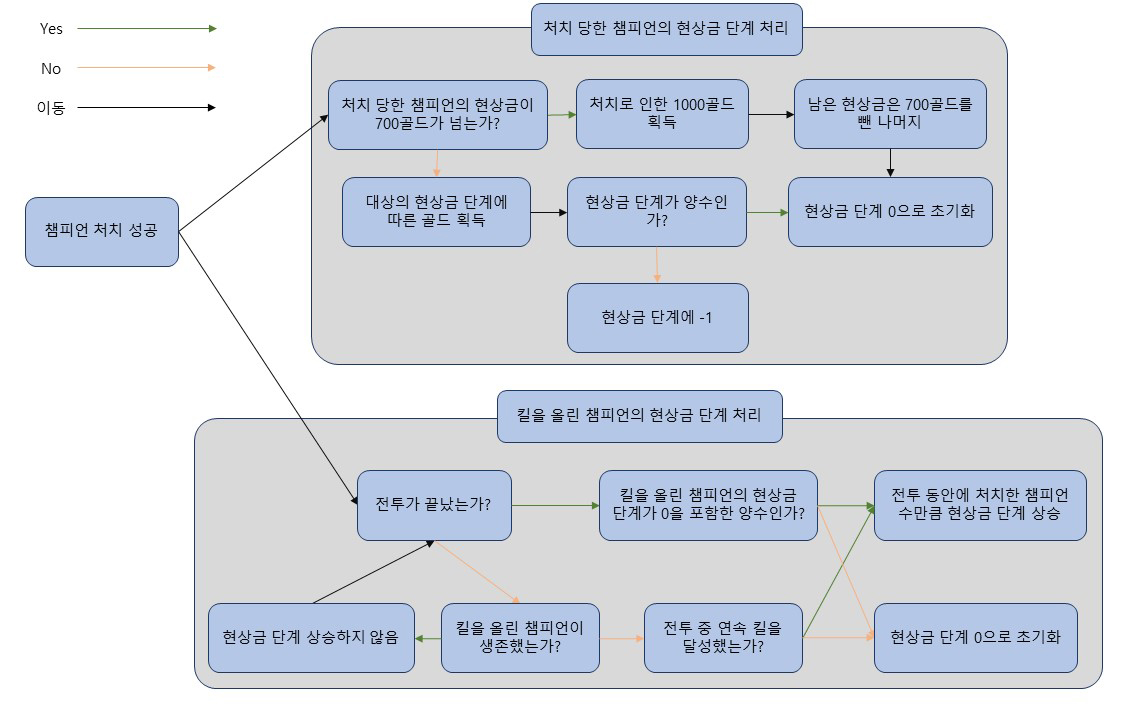 Yes
No
이동
챔피언 처치 성공
처치 당한 챔피언의 현상금 단계 처리
처치 당한 챔피언의 현상금이
700골드가 넘는가?
처치로 인한 1000골드
획득
남은 현상금은 700골드를
뺀 나머지
대상의 현상금 단계에
따른 골드 획득
현상금 단계가 양수인
가?
현상금 단계 0으로 초기화
현상금 단계에 -1
킬을 올린 챔피언의 현상금 단계 처리
전투가 끝났는가?
킬을 올린 챔피언의 현상금
단계가 0을 포함한 양수인가?
전투 동안에 처치한 챔피언
수만큼 현상금 단계 상승
현상금 단계 상승하지 않음
킬을 올린 챔피언이
생존했는가?
전투 중 연속 킬을
달성했는가?
현상금 단계 0으로 초기화